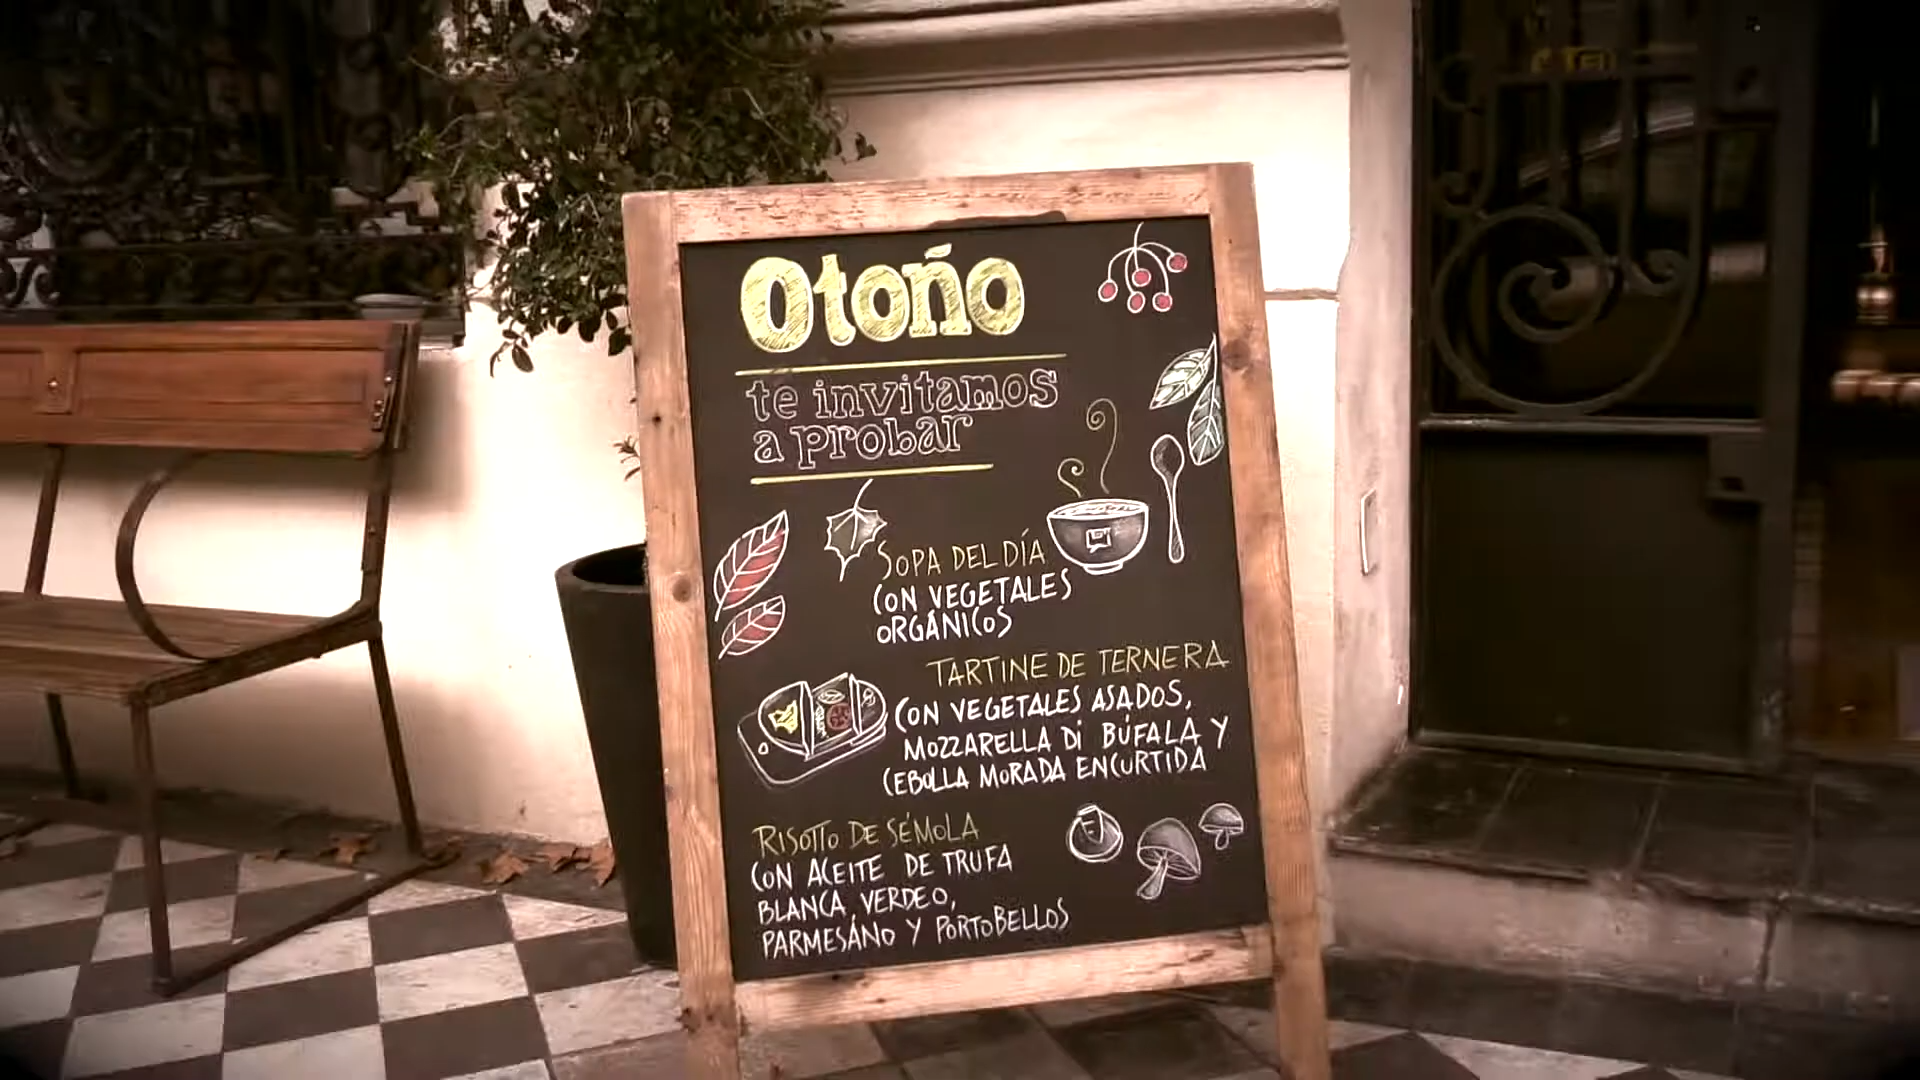 Otoño
te invitamos
a probar
SOPA DEL DÍA
CON VEGETALES
ORGÁNICOS
TARTINE DE TERNERA
CON VEGETALES ASADOS,
MOZZARELLA Di BÚFALA Y
CEBOLLA MORADA ENCURTIDA
RISOTTO DE SÉMOLA
CON ACEITE DE TRUFA
BLANCA, VERDEO,
PARMESÁNO Y PORTOBELLOS